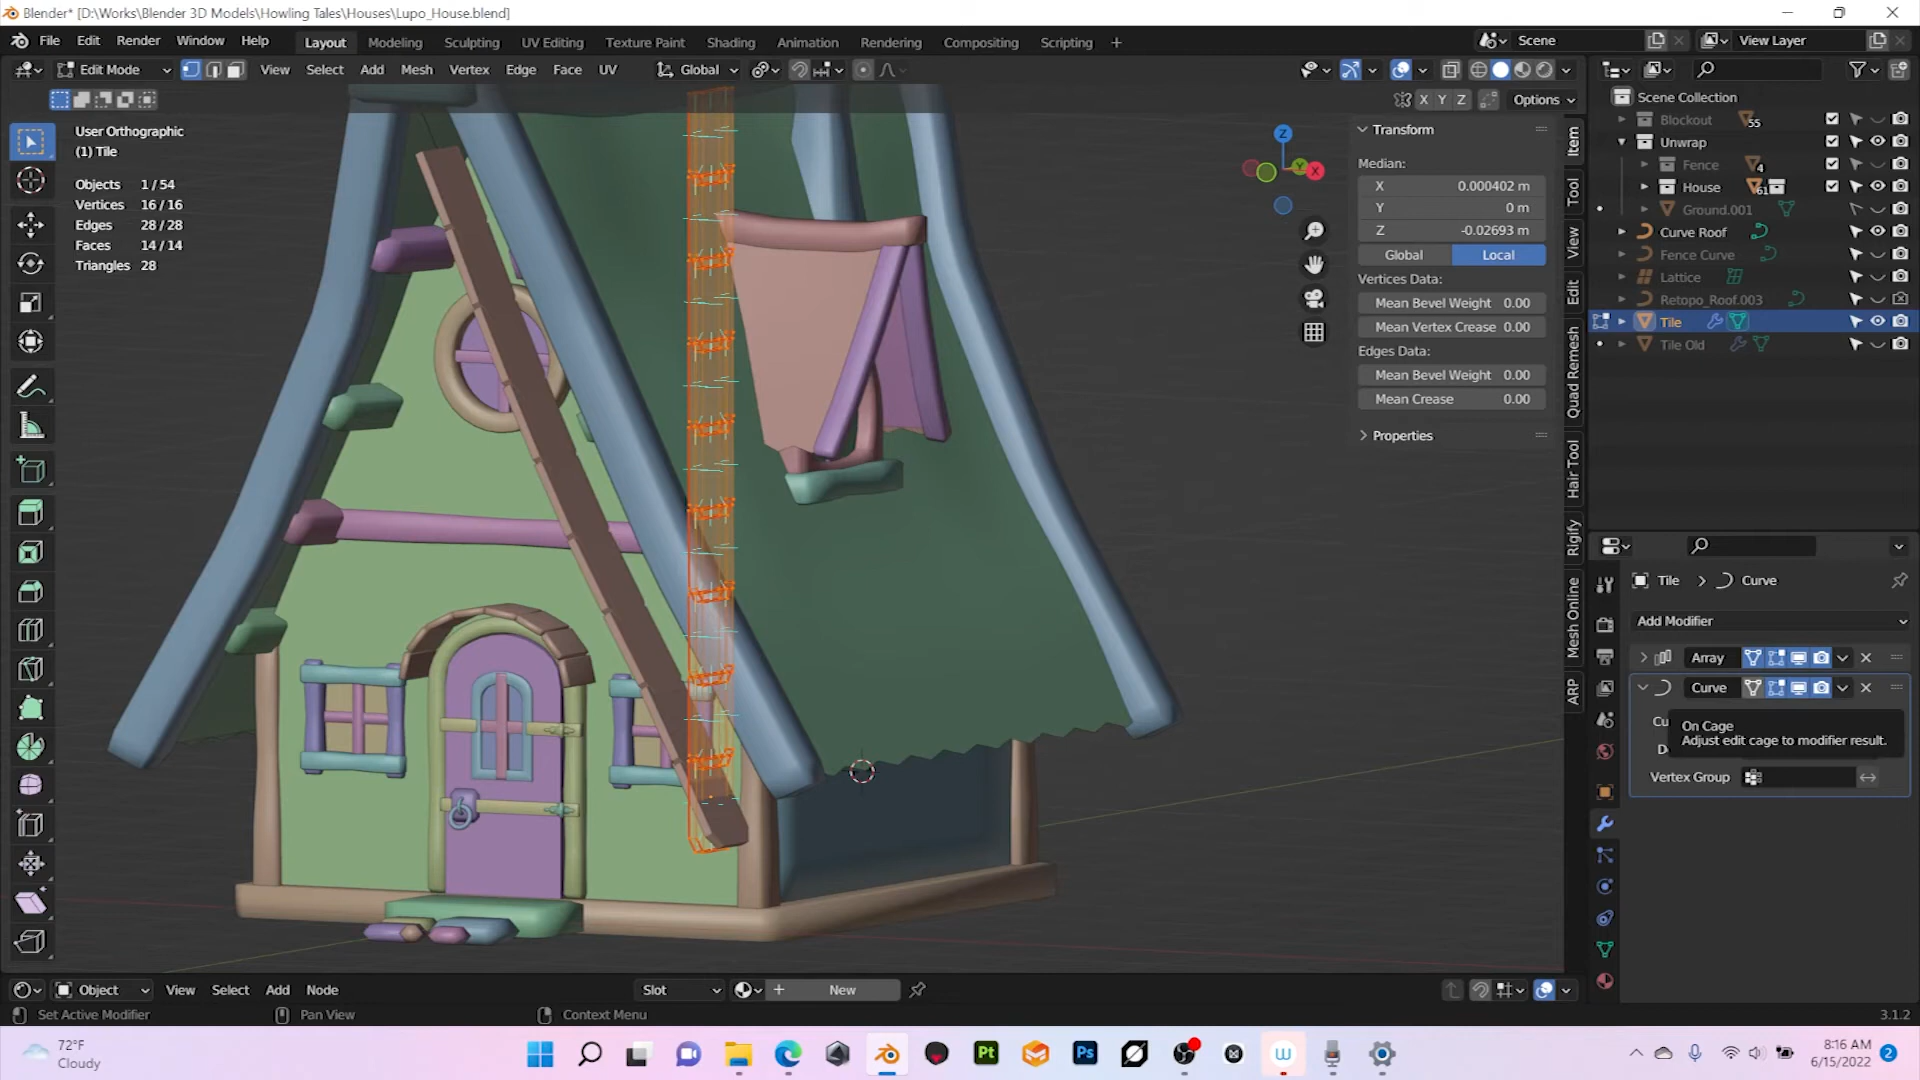 Blender* [D:\Works\Blender 3D Models\Howling Tales\Houses\Lupo_House.blend]
File Edit Render Window Help Layout Modeling Sculpting UV Editing Texture Paint Shading Animation Rendering Compositing Scripting + Scene View Layer
Edit Mode View Select Add Mesh Vertex Edge Face UV Global
X Y Z Options
User Orthographic
(1) Tile
Objects 1 / 54
Vertices 16 / 16
Edges 28 / 28
Faces 14 / 14
Triangles 28
Z
Y
X
Transform
Median:
X 0.000402 m
Y 0 m
Z -0.02693 m
Global Local
Vertices Data:
Mean Bevel Weight 0.00
Mean Vertex Crease 0.00
Edges Data:
Mean Bevel Weight 0.00
Mean Crease 0.00
Properties
Item
Tool
View
Edit
Quad Remesh
Hair Tool
Rigify
Mesh Online
ARP
Scene Collection
Blockout 55
Unwrap
Fence 4
House 61
Ground.001
Curve Roof
Fence Curve
Lattice
Retopo_Roof.003
Tile
Tile Old
Tile > Curve
Add Modifier
Array
Curve
Cu
On Cage
Adjust edit cage to modifier result.
D
Vertex Group
Object View Select Add Node Slot New
Set Active Modifier Pan View Context Menu 3.1.2
72°F
Cloudy
Pt
Ps
8:16 AM
6/15/2022
2